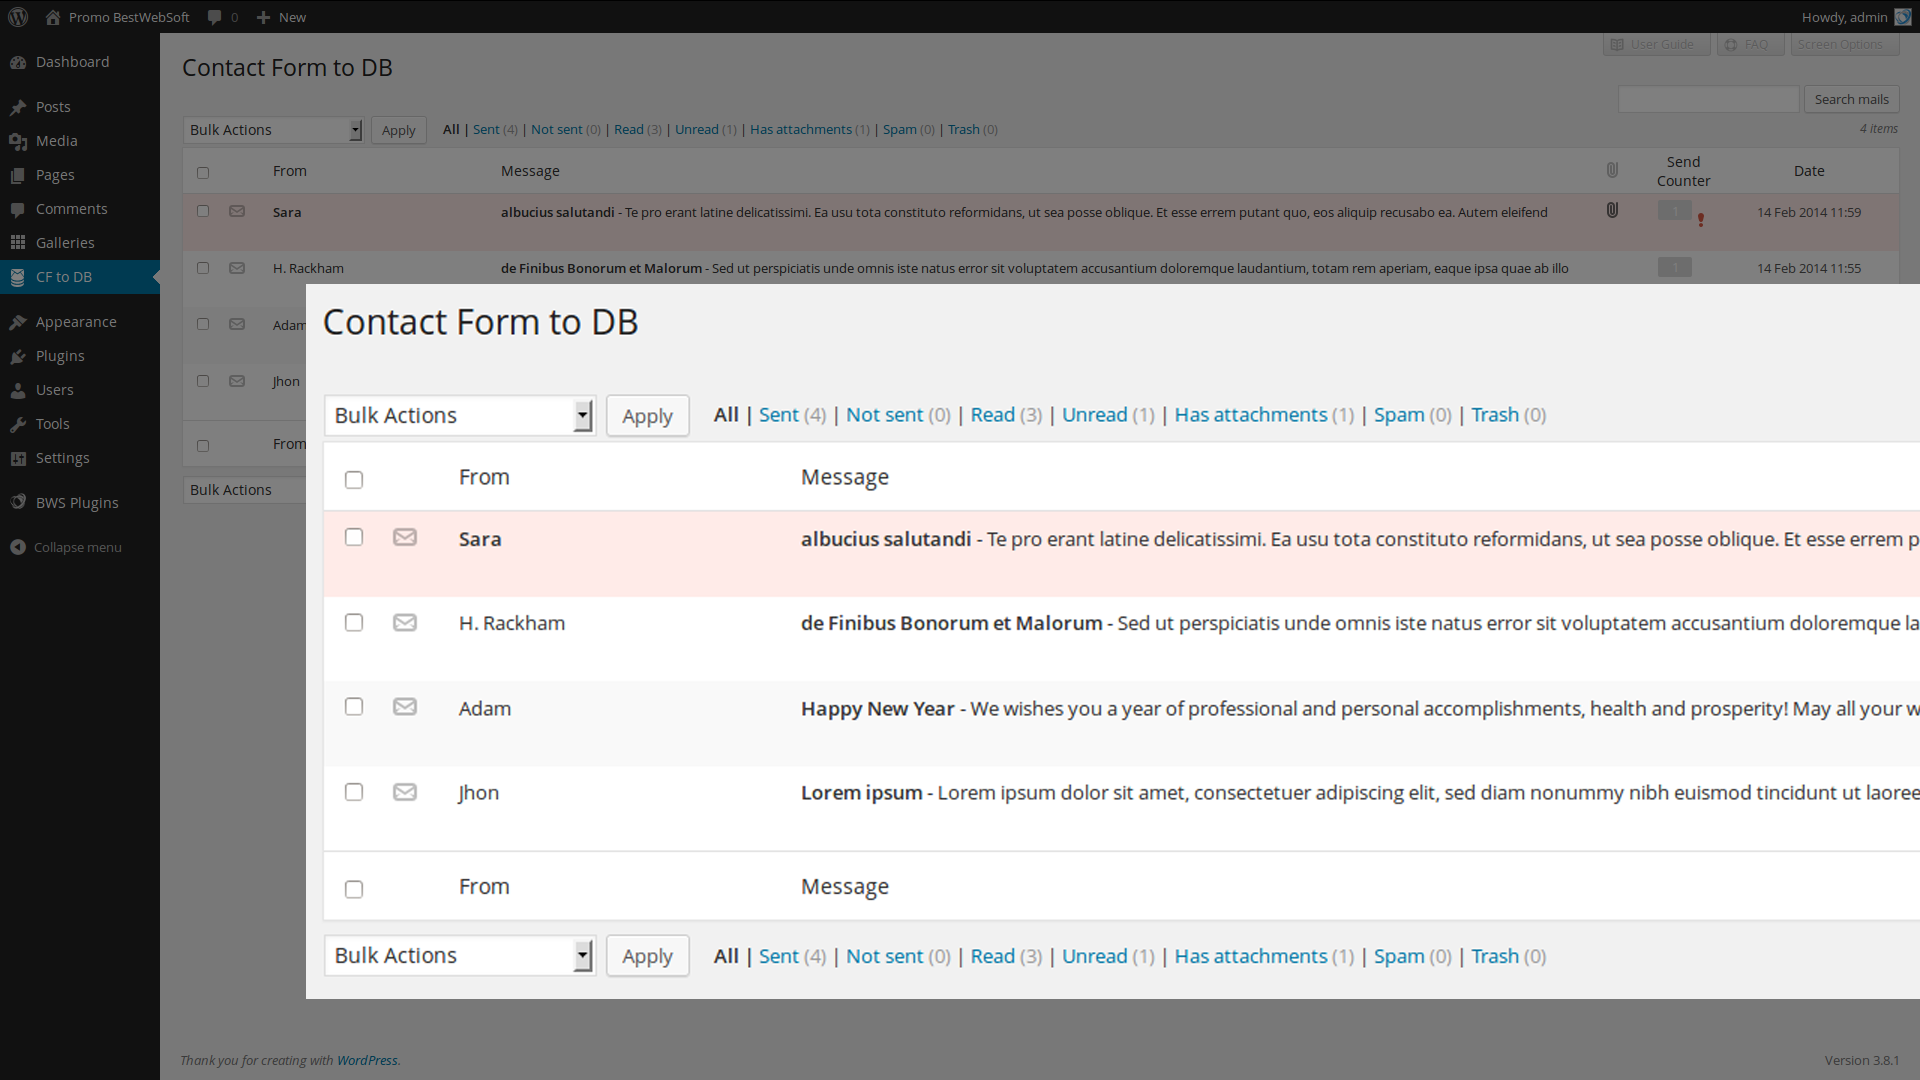 Promo BestWebSoft 0 New Howdy, admin
User Guide FAQ Screen Options
Dashboard
Posts
Media
Pages
Comments
Galleries
CF to DB
Appearance
Plugins
Users
Tools
Settings
BWS Plugins
Collapse menu
Contact Form to DB
Search mails
Bulk Actions Apply All | Sent (4) | Not sent (0) | Read (3) | Unread (1) | Has attachments (1) | Spam (0) | Trash (0)
4 items
From Message Send Counter Date
Sara albucius salutandi - Te pro erant latine delicatissimi. Ea usu tota constituto reformidans, ut sea posse oblique. Et esse errem putant quo, eos aliquip recusabo ea. Autem eleifend 1 14 Feb 2014 11:59
H. Rackham de Finibus Bonorum et Malorum - Sed ut perspiciatis unde omnis iste natus error sit voluptatem accusantium doloremque laudantium, totam rem aperiam, eaque ipsa quae ab illo 1 14 Feb 2014 11:55
Adam
Jhon
From
Bulk Actions
Contact Form to DB
Bulk Actions Apply All | Sent (4) | Not sent (0) | Read (3) | Unread (1) | Has attachments (1) | Spam (0) | Trash (0)
From Message
Sara albucius salutandi - Te pro erant latine delicatissimi. Ea usu tota constituto reformidans, ut sea posse oblique. Et esse errem p
H. Rackham de Finibus Bonorum et Malorum - Sed ut perspiciatis unde omnis iste natus error sit voluptatem accusantium doloremque la
Adam Happy New Year - We wishes you a year of professional and personal accomplishments, health and prosperity! May all your w
Jhon Lorem ipsum - Lorem ipsum dolor sit amet, consectetuer adipiscing elit, sed diam nonummy nibh euismod tincidunt ut laoree
From Message
Bulk Actions Apply All | Sent (4) | Not sent (0) | Read (3) | Unread (1) | Has attachments (1) | Spam (0) | Trash (0)
Thank you for creating with WordPress.
Version 3.8.1